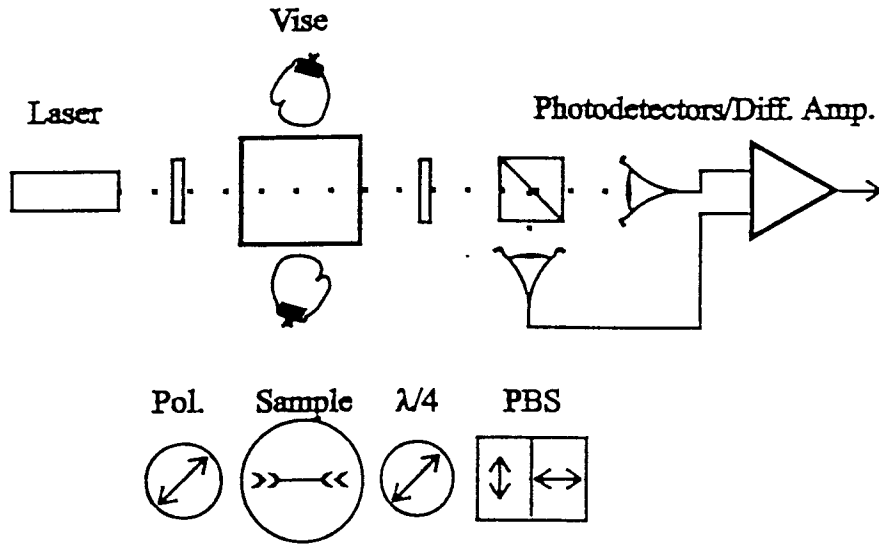 Vise
Laser
Photodetectors/Diff. Amp.
Pol.
Sample
λ/4
PBS